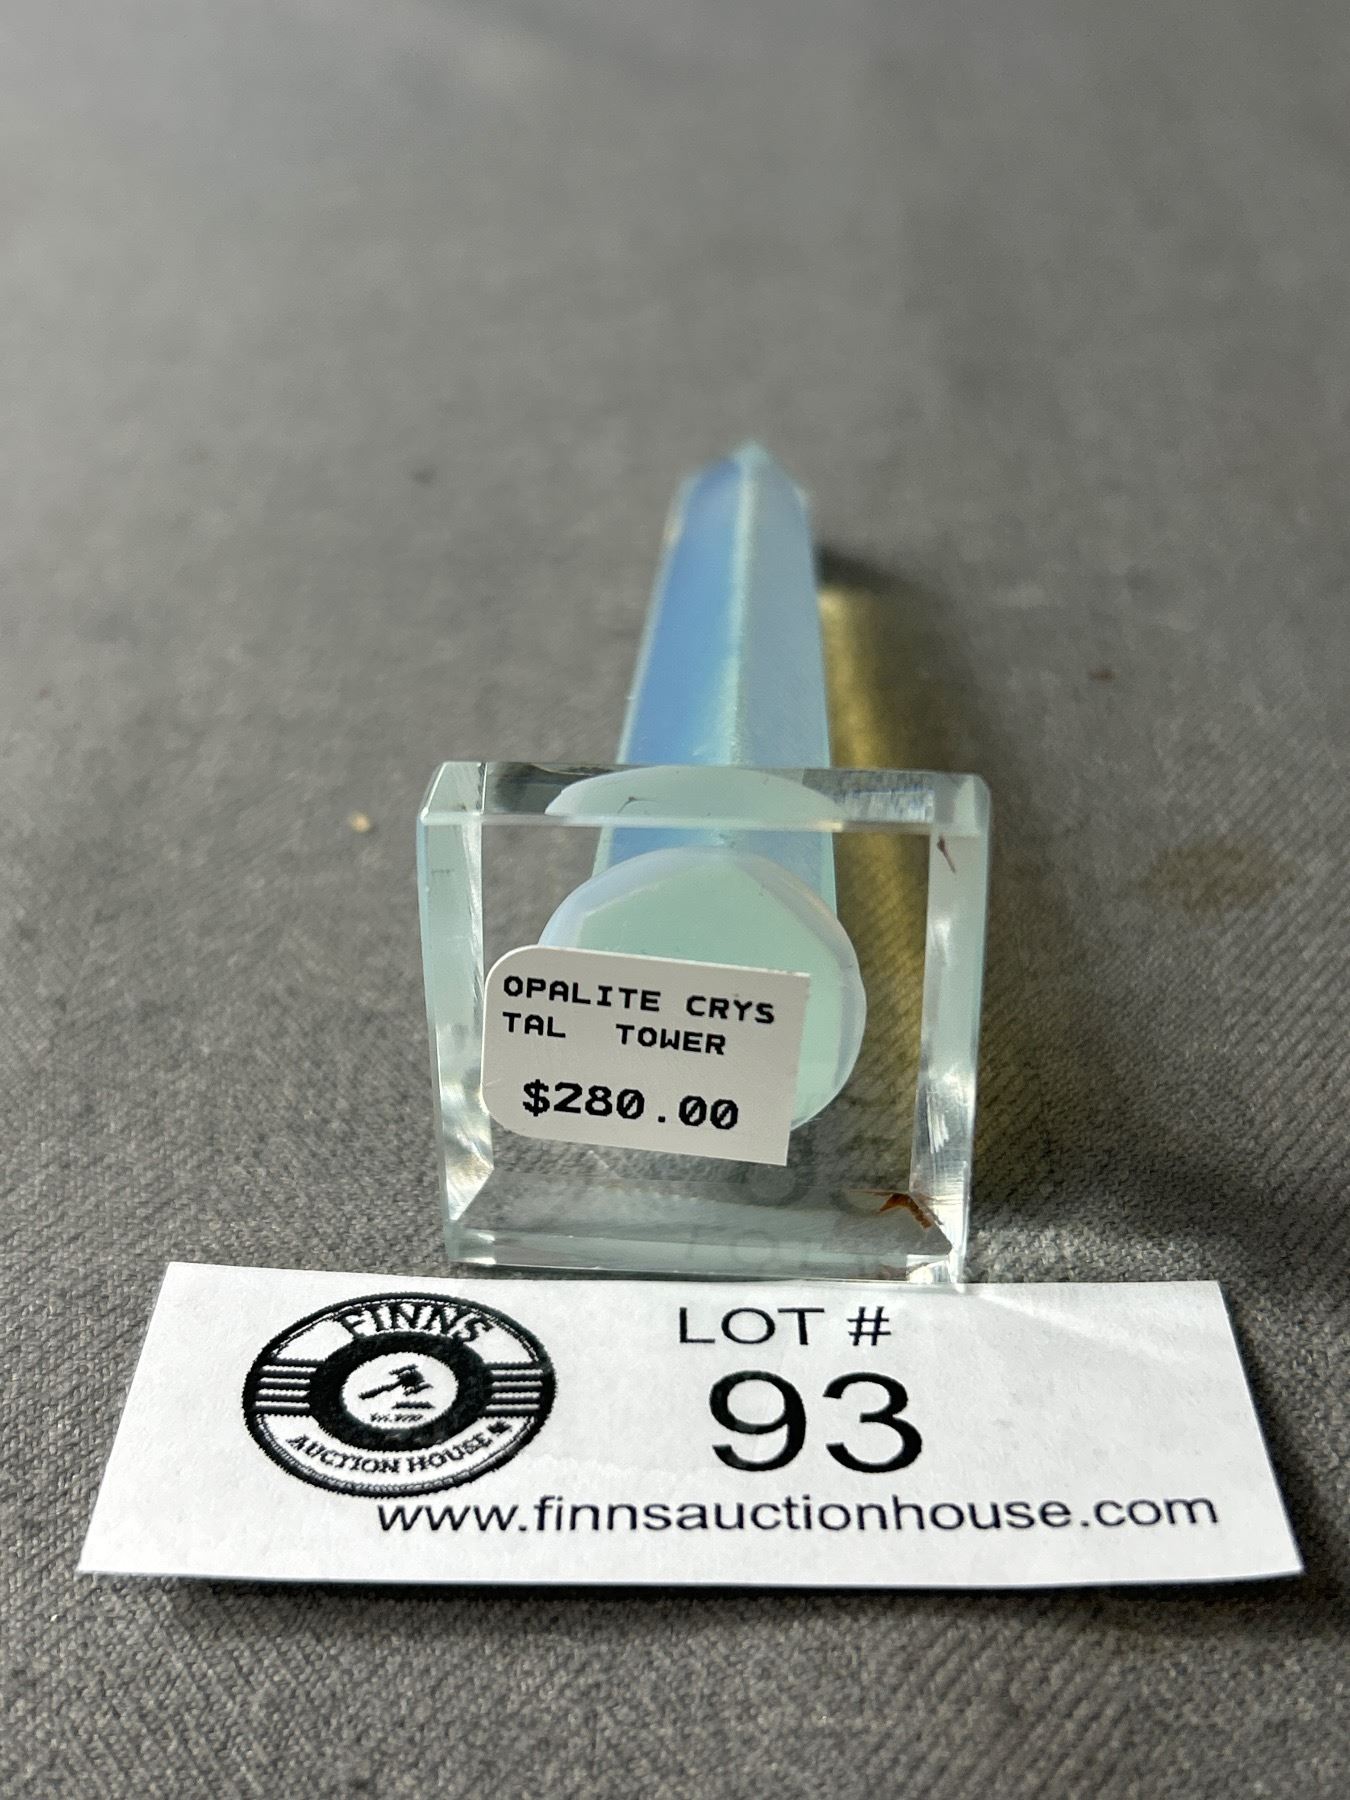 OPALITE CRYS
TAL TOWER
$280.00
FINNS
AUCTION HOUSE
LOT #
93
www.finnsauctionhouse.com